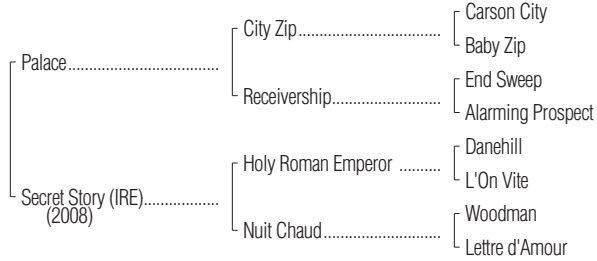 Carson City
City Zip
Baby Zip
Palace
End Sweep
Receivership
Alarming Prospect
Danehill
Holy Roman Emperor
L'On Vite
Secret Story (IRE)
(2008)
Woodman
Nuit Chaud
Lettre d'Amour